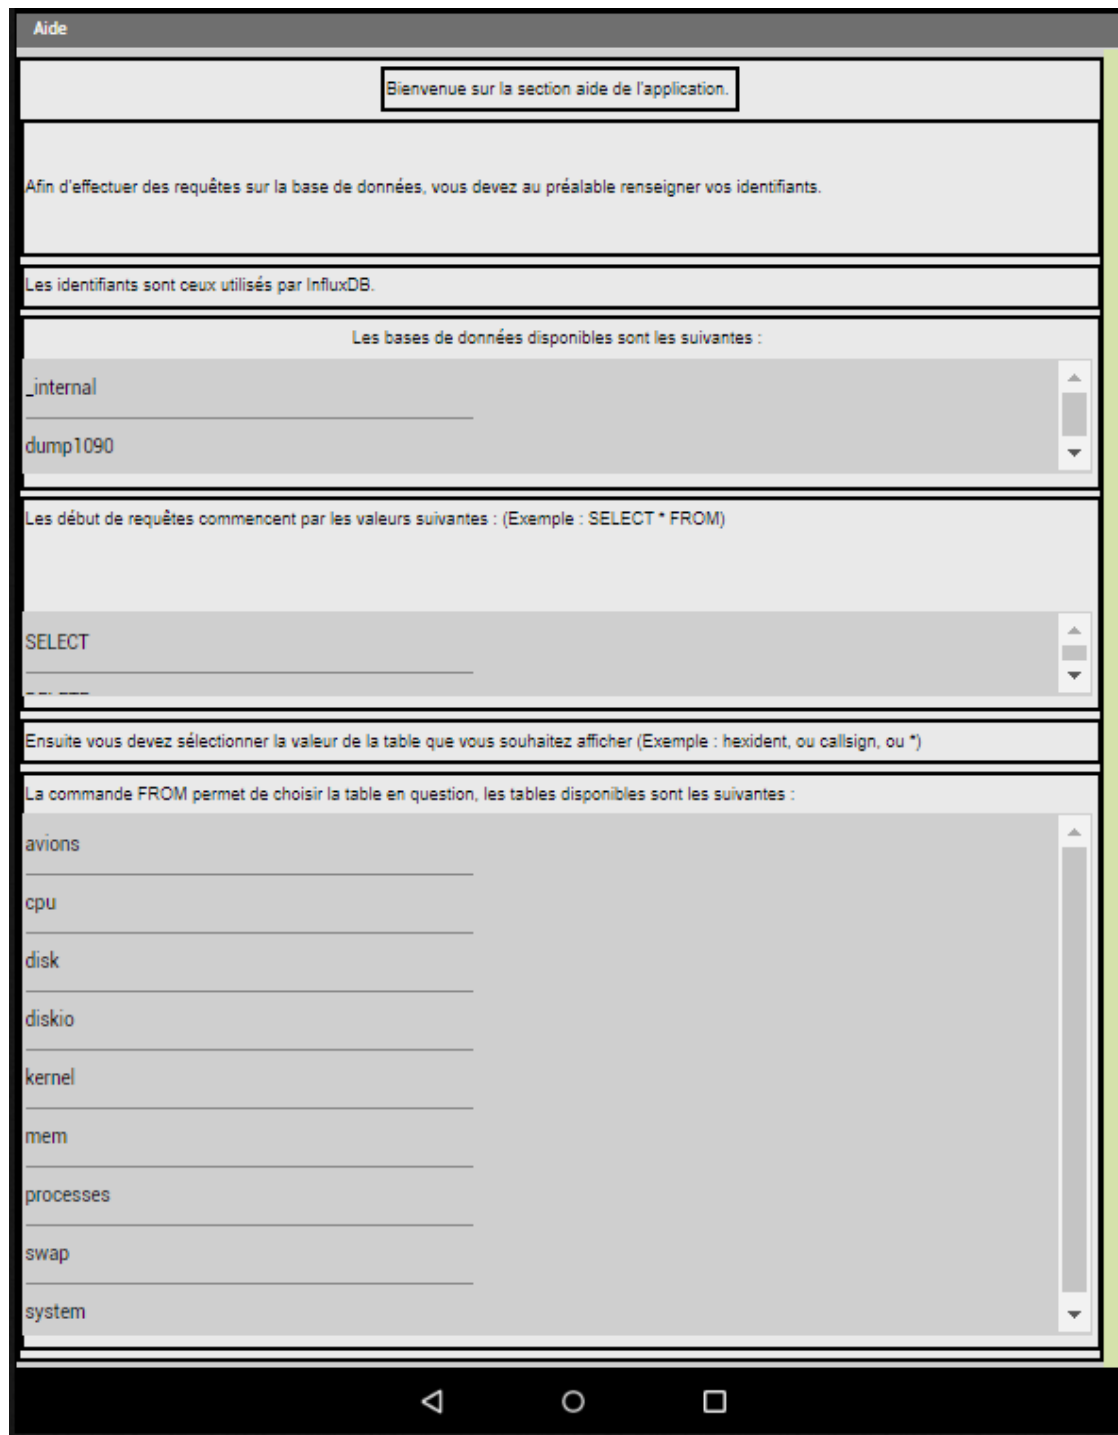 Aide
Bienvenue sur la section aide de l'application.
Afin d'effectuer des requêtes sur la base de données, vous devez au préalable renseigner vos identifiants.
Les identifiants sont ceux utilisés par InfluxDB.
Les bases de données disponibles sont les suivantes :
_internal
dump1090
Les début de requêtes commencent par les valeurs suivantes : (Exemple : SELECT * FROM)
SELECT
Ensuite vous devez sélectionner la valeur de la table que vous souhaitez afficher (Exemple : hexident, ou callsign, ou *)
La commande FROM permet de choisir la table en question, les tables disponibles sont les suivantes :
avions
cpu
disk
diskio
kernel
mem
processes
swap
system